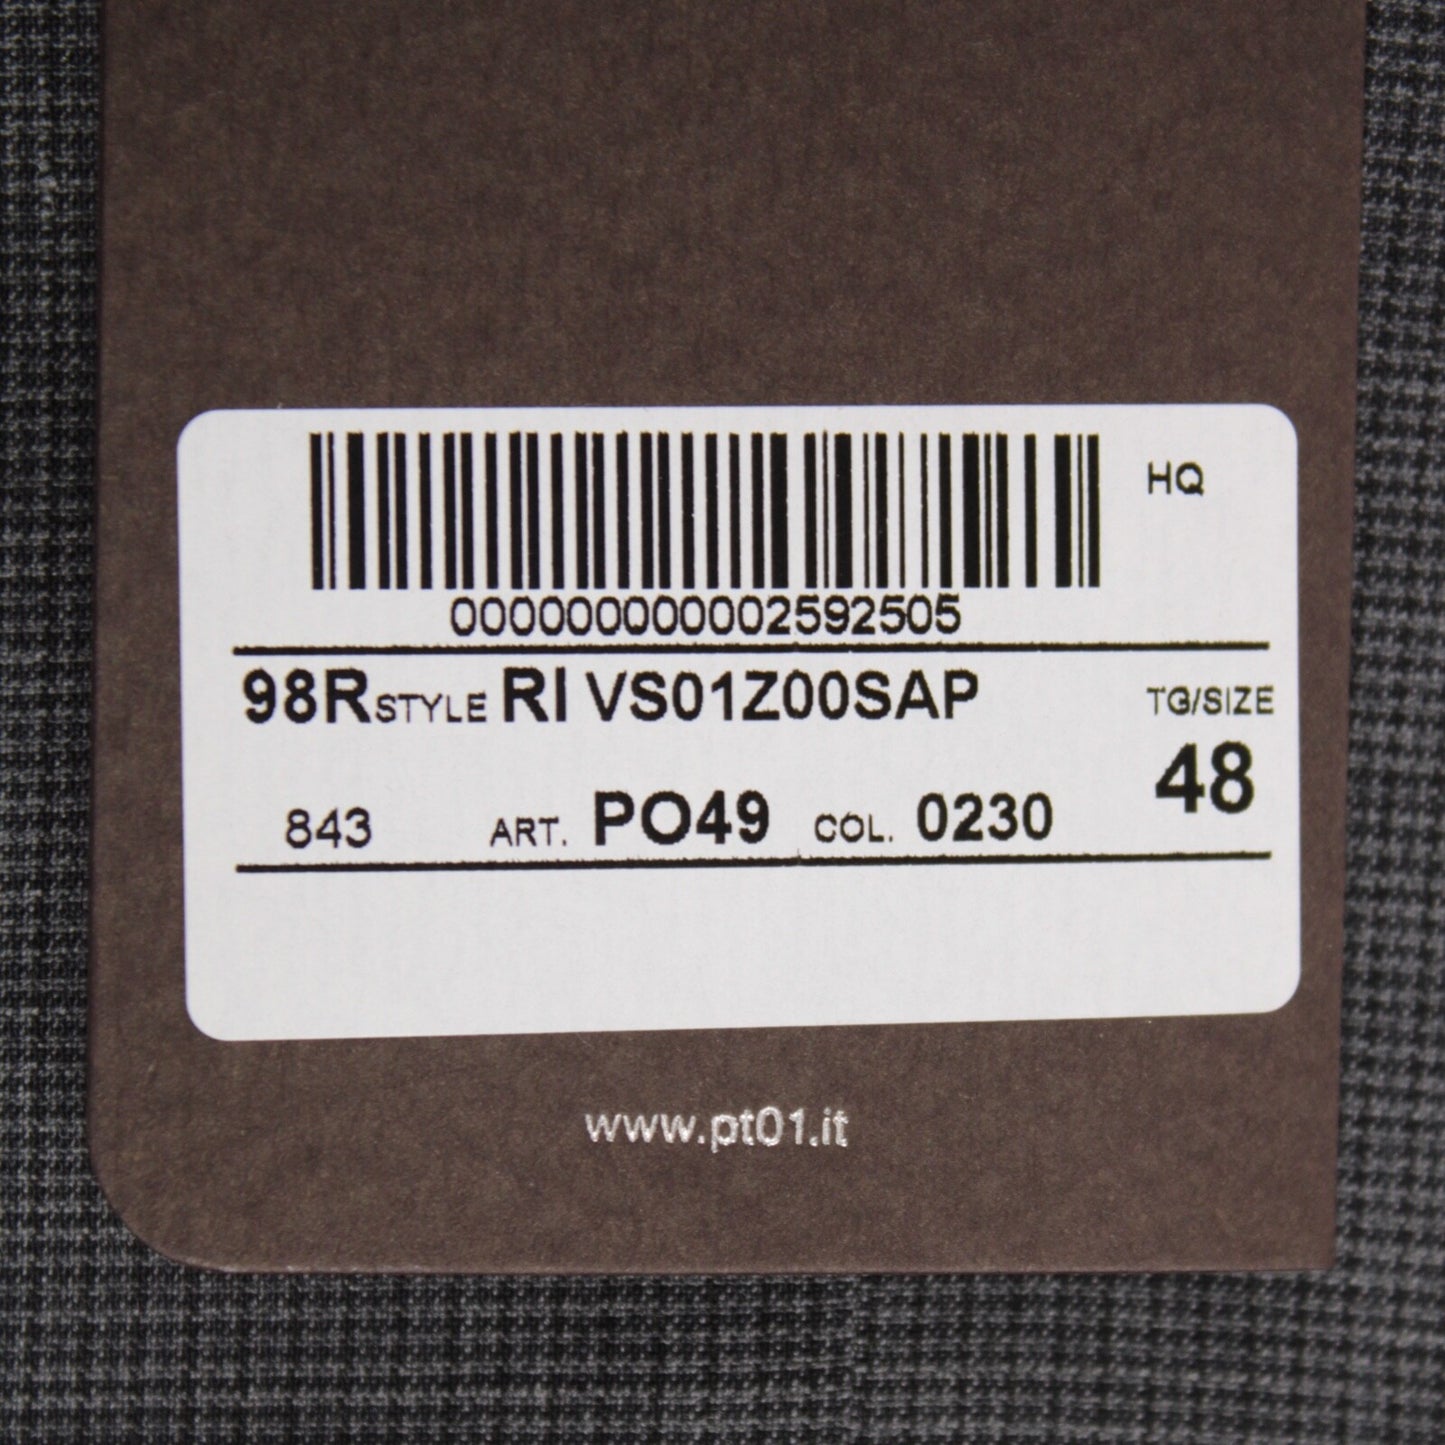 HQ
000000000002592505
98R STYLE RI VS01Z00SAP TG/SIZE
48
843 ART. PO49 COL. 0230
www.pt01.it